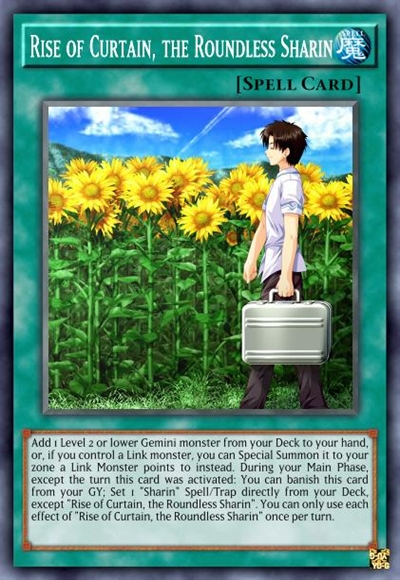 Rise of Curtain, the Roundless Sharin
SPELL
魔
[Spell Card]
Add 1 Level 2 or lower Gemini monster from your Deck to your hand,
or, if you control a Link monster, you can Special Summon it to your
zone a Link Monster points to instead. During your Main Phase,
except the turn this card was activated: You can banish this card
from your GY; Set 1 "Sharin" Spell/Trap directly from your Deck,
except "Rise of Curtain, the Roundless Sharin". You can only use each
effect of "Rise of Curtain, the Roundless Sharin" once per turn.